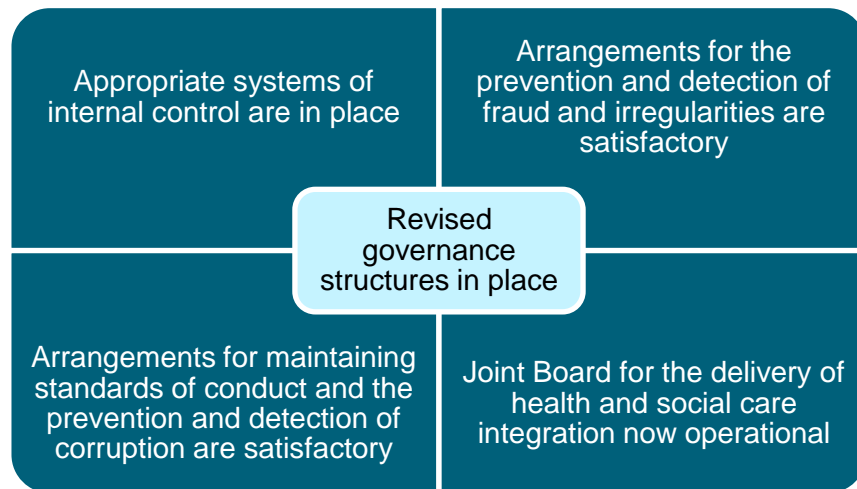 Appropriate systems of
internal control are in place
Arrangements for the
prevention and detection of
fraud and irregularities are
satisfactory
Revised
governance
structures in place
Arrangements for maintaining
standards of conduct and the
prevention and detection of
corruption are satisfactory
Joint Board for the delivery of
health and social care
integration now operational